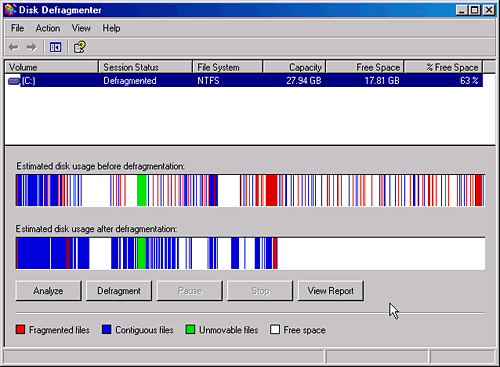 Disk Defragmenter
File Action View Help
Volume Session Status File System Capacity Free Space % Free Space
(C:) Defragmented NTFS 27.94 GB 17.81 GB 63 %
Estimated disk usage before defragmentation:
Estimated disk usage after defragmentation:
Analyze Defragment Pause Stop View Report
Fragmented files Contiguous files Unmovable files Free space